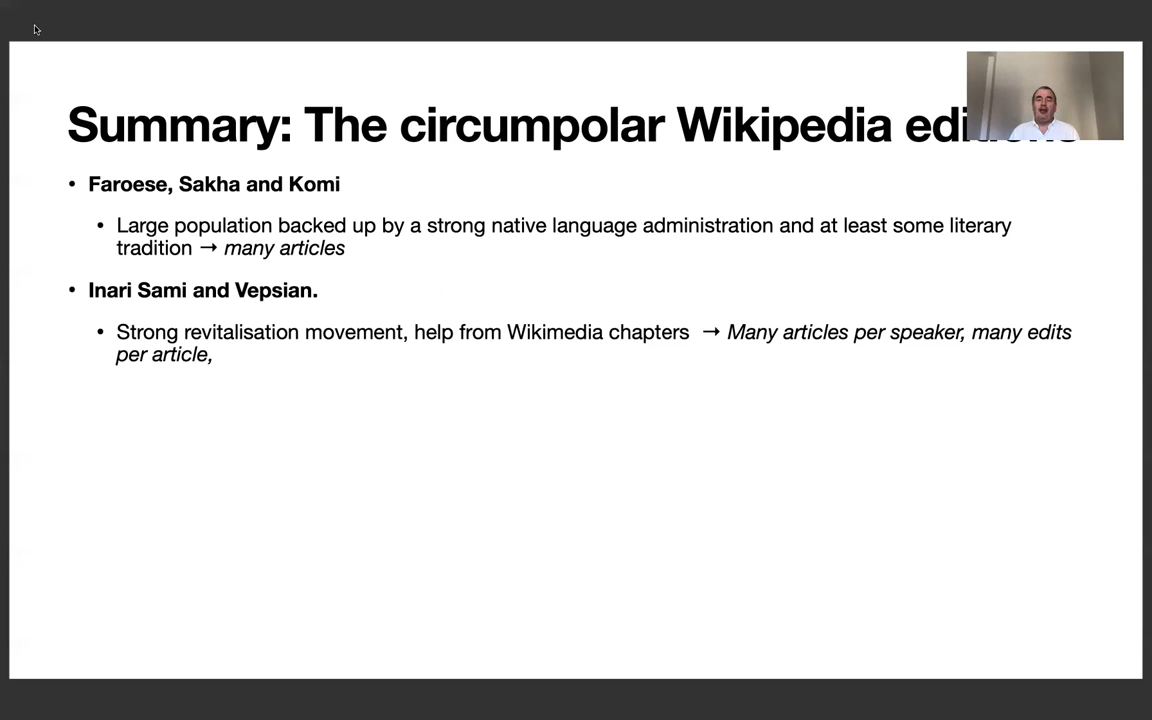 Summary: The circumpolar Wikipedia editions
• Faroese, Sakha and Komi
• Large population backed up by a strong native language administration and at least some literary
tradition → many articles
• Inari Sami and Vepsian.
• Strong revitalisation movement, help from Wikimedia chapters → Many articles per speaker, many edits
per article,